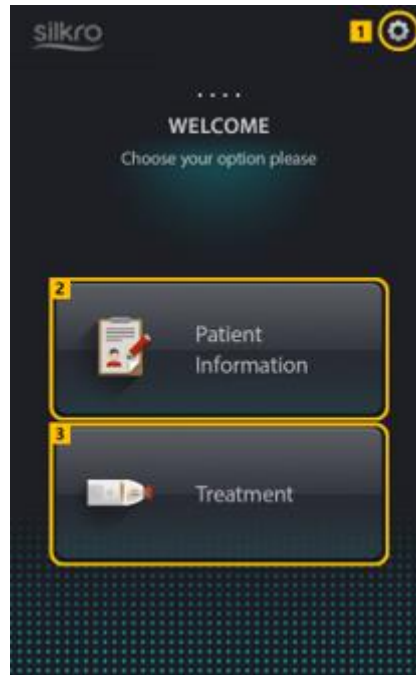 silkro
1
....
WELCOME
Choose your option please
2
Patient
Information
3
Treatment